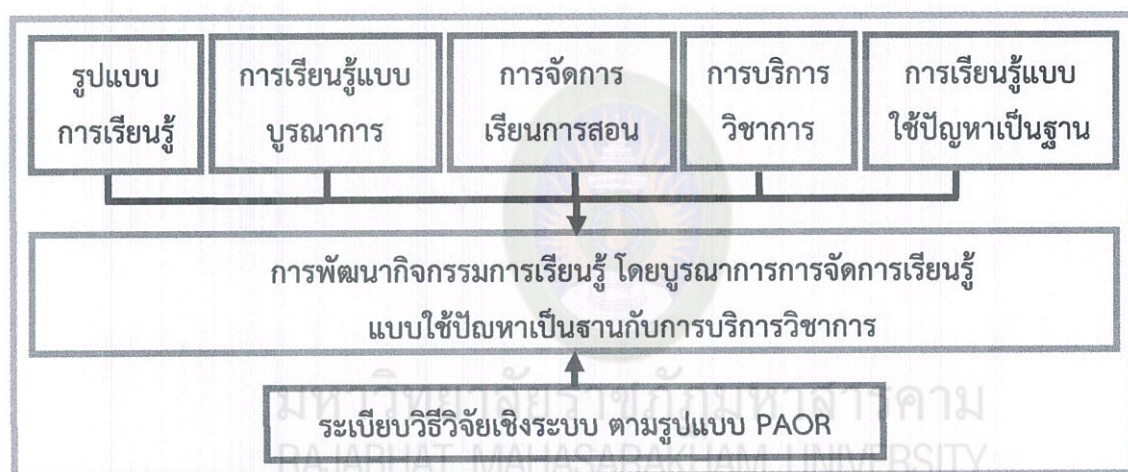 รูปแบบ
การเรียนรู้
การเรียนรู้แบบ
บูรณาการ
การจัดการ
เรียนการสอน
การบริการ
วิชาการ
การเรียนรู้แบบ
ใช้ปัญหาเป็นฐาน
การพัฒนากิจกรรมการเรียนรู้ โดยบูรณาการการจัดการเรียนรู้
แบบใช้ปัญหาเป็นฐานกับการบริการวิชาการ
มหาวิทยาลัยราชภัฏมหาสารคาม
ระเบียบวิธีวิจัยเชิงระบบ ตามรูปแบบ PAOR
RAJABHAT MAHASARAKHAM UNIVERSITY